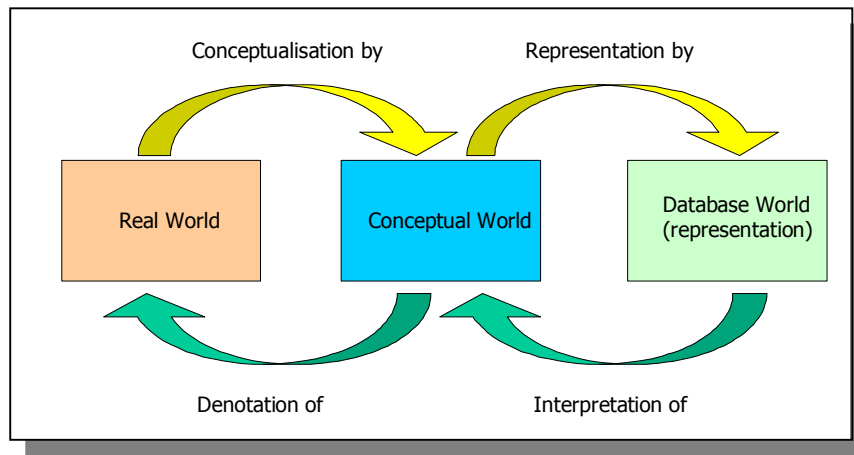 Conceptualisation by
Representation by
Real World
Conceptual World
Database World
(representation)
Denotation of
Interpretation of